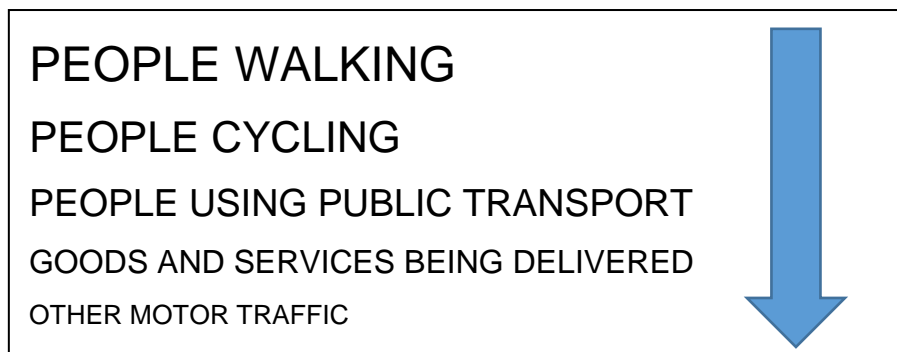 PEOPLE WALKING
PEOPLE CYCLING
PEOPLE USING PUBLIC TRANSPORT
GOODS AND SERVICES BEING DELIVERED
OTHER MOTOR TRAFFIC